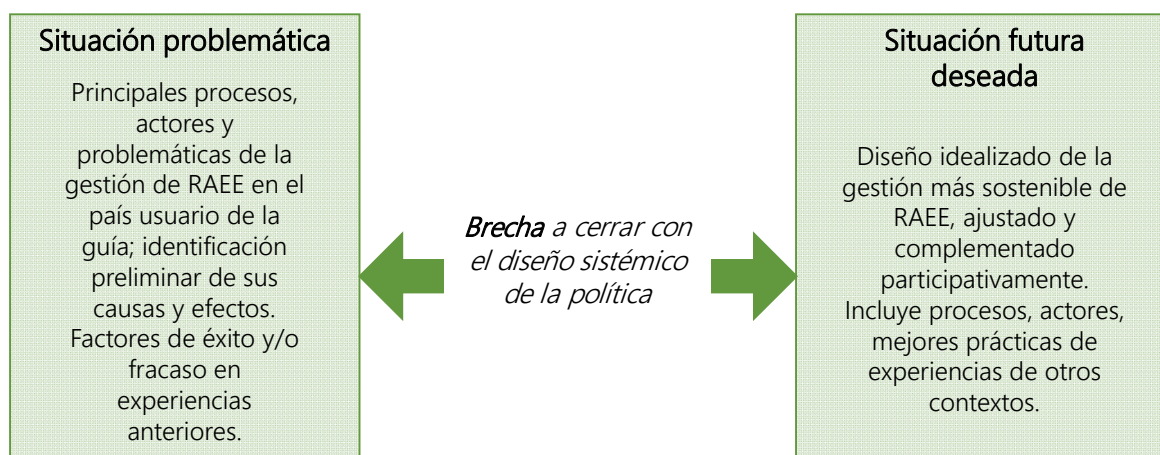 Situación problemática
Principales procesos,
actores y
problemáticas de la
gestión de RAEE en el
país usuario de la
guía; identificación
preliminar de sus
causas y efectos.
Factores de éxito y/o
fracaso en
experiencias
anteriores.
Brecha a cerrar con
el diseño sistémico
de la política
Situación futura
deseada
Diseño idealizado de la
gestión más sostenible de
RAEE, ajustado y
complementado
participativamente.
Incluye procesos, actores,
mejores prácticas de
experiencias de otros
contextos.